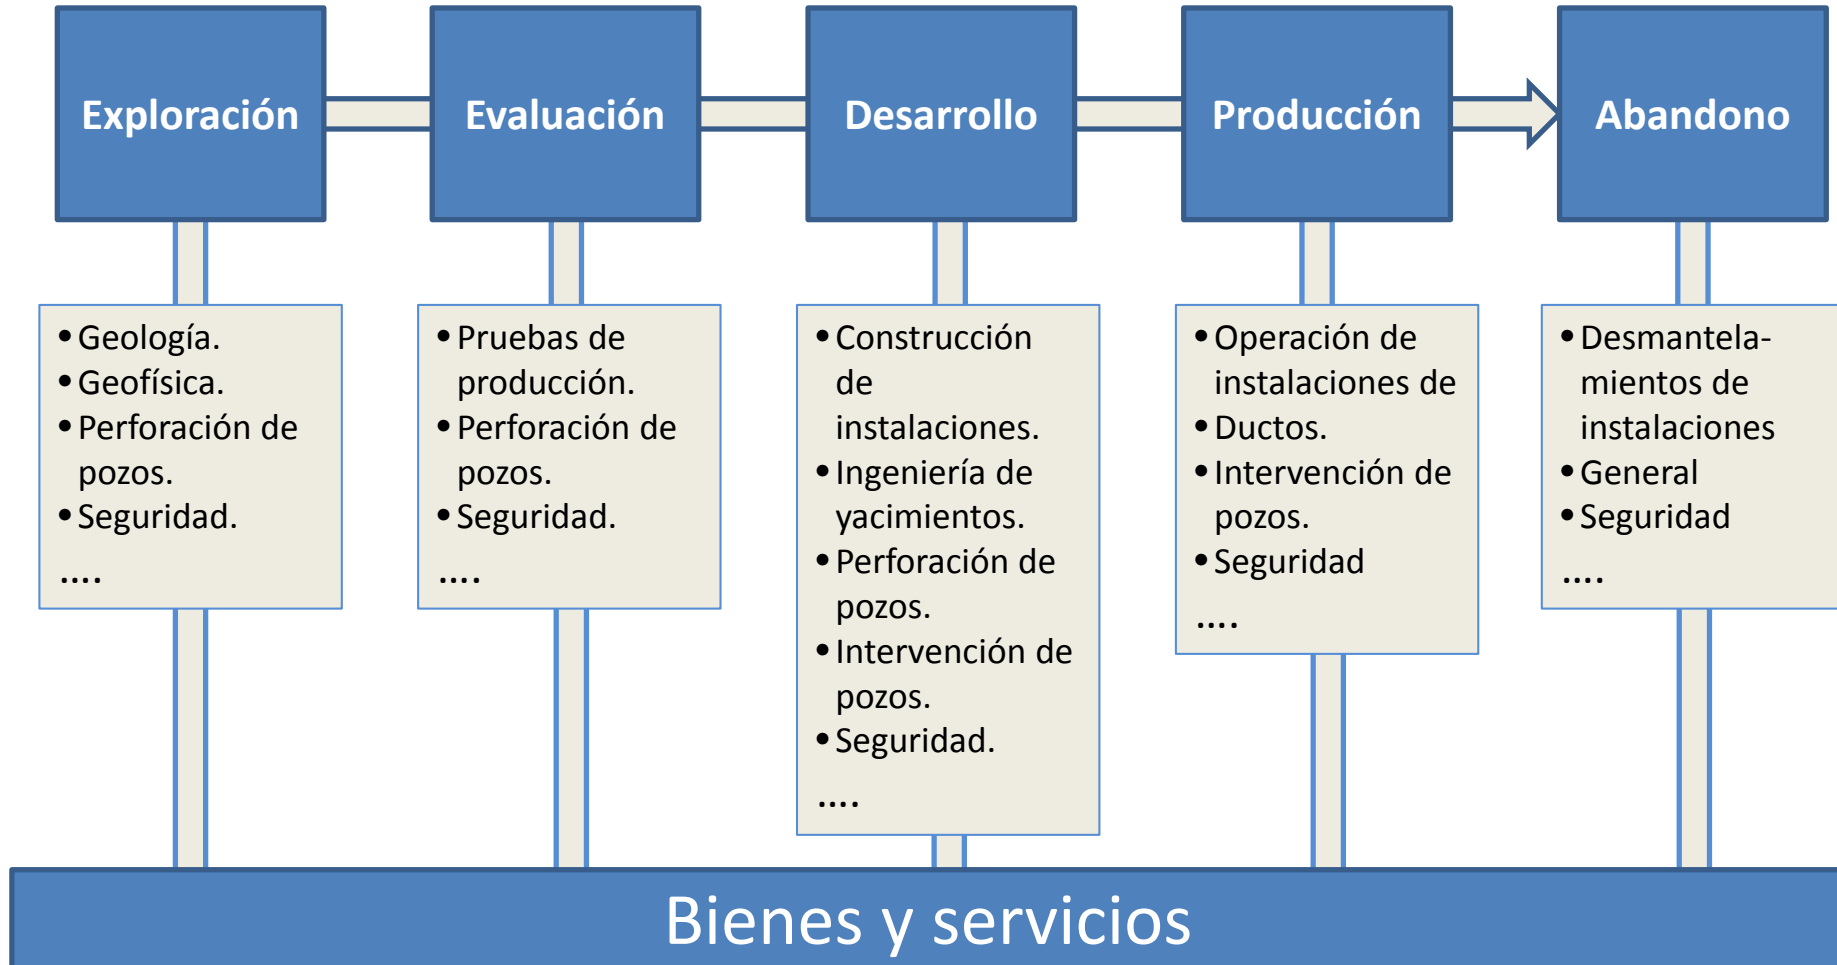 Exploración
Evaluación
Desarrollo
Producción
Abandono
• Geología.
• Geofísica.
• Perforación de
pozos.
• Seguridad.
....
• Pruebas de
producción.
• Perforación de
pozos.
• Seguridad.
....
• Construcción
de
instalaciones.
• Ingeniería de
yacimientos.
• Perforación de
pozos.
• Intervención de
pozos.
• Seguridad.
....
• Operación de
instalaciones de
• Ductos.
• Intervención de
pozos.
• Seguridad
....
• Desmantela-
mientos de
instalaciones
• General
• Seguridad
....
Bienes y servicios